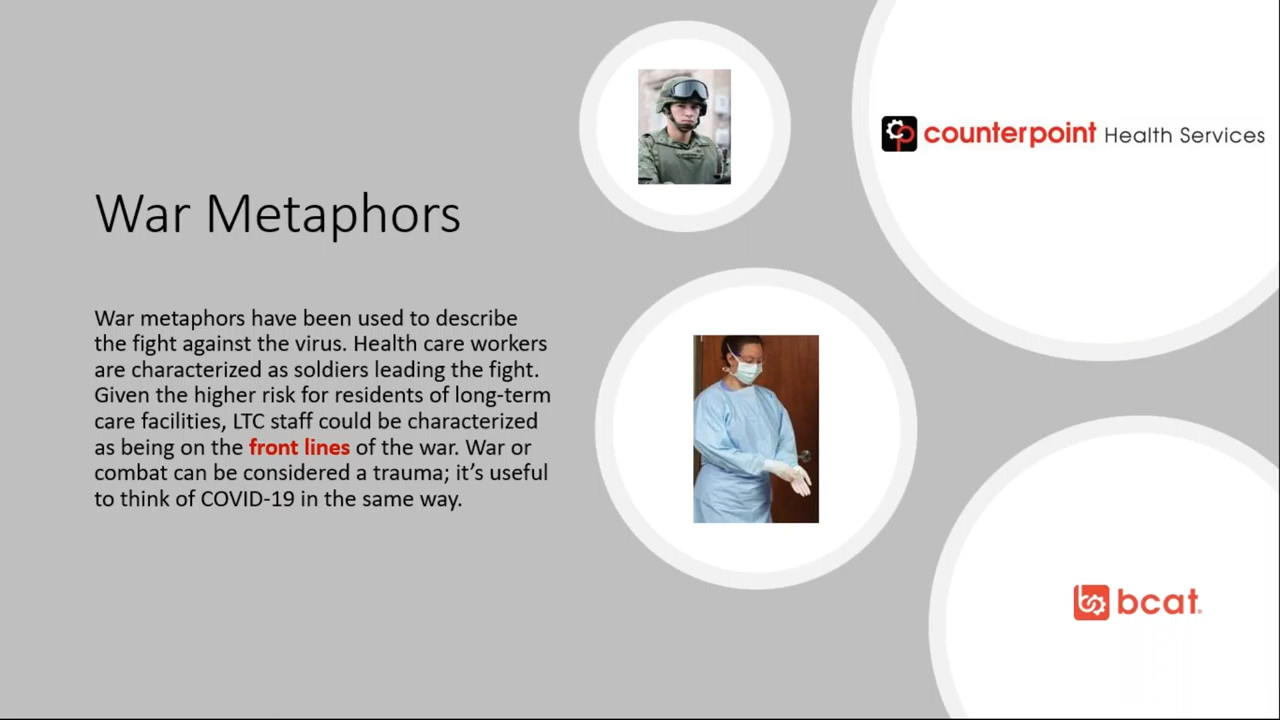 War Metaphors
War metaphors have been used to describe
the fight against the virus. Health care workers
are characterized as soldiers leading the fight.
Given the higher risk for residents of long-term
care facilities, LTC staff could be characterized
as being on the front lines of the war. War or
combat can be considered a trauma; it’s useful
to think of COVID-19 in the same way.
counterpoint Health Services
bcat